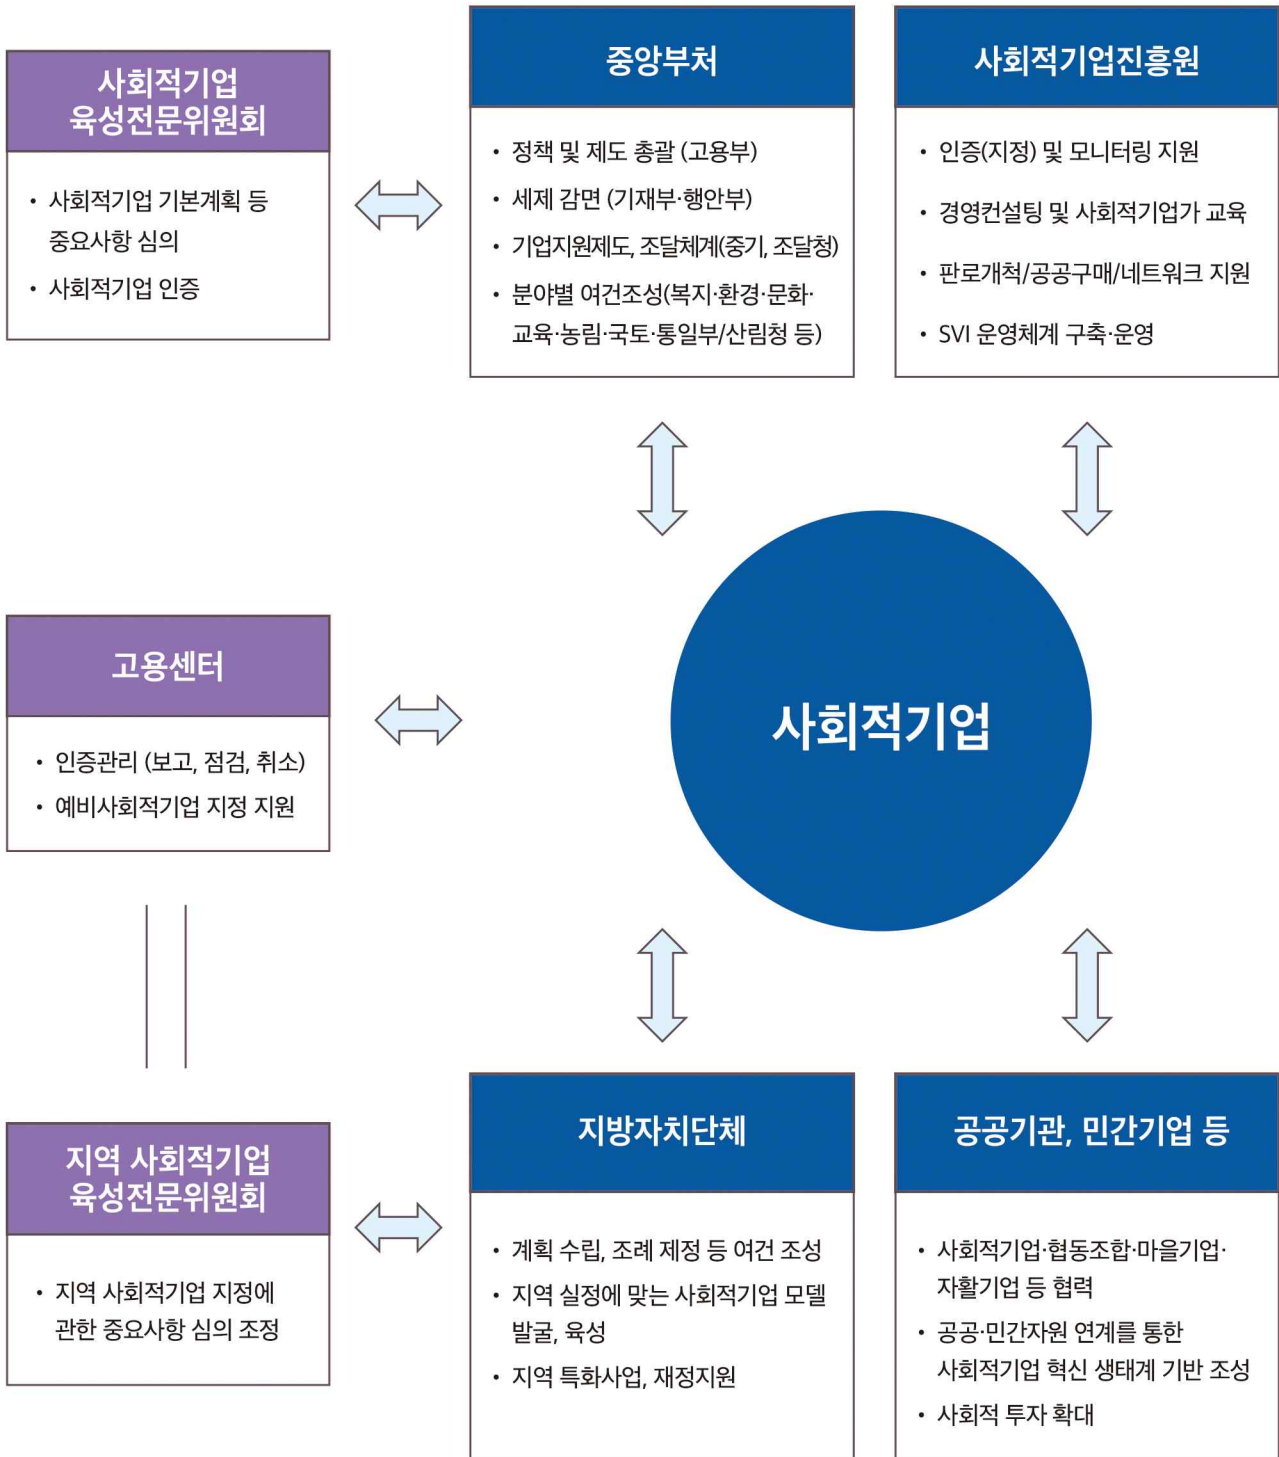 사회적기업
육성전문위원회
• 사회적기업 기본계획 등
중요사항 심의
• 사회적기업 인증
중앙부처
• 정책 및 제도 총괄 (고용부)
• 세제 감면 (기재부·행안부)
• 기업지원제도, 조달체계(중기, 조달청)
• 분야별 여건조성(복지·환경·문화·
교육·농림·국토·통일부/산림청 등)
사회적기업진흥원
• 인증(지정) 및 모니터링 지원
• 경영컨설팅 및 사회적기업가 교육
• 판로개척/공공구매/네트워크 지원
• SVI 운영체계 구축·운영
고용센터
• 인증관리 (보고, 점검, 취소)
• 예비사회적기업 지정 지원
사회적기업
지역 사회적기업
육성전문위원회
• 지역 사회적기업 지정에
관한 중요사항 심의 조정
지방자치단체
• 계획 수립, 조례 제정 등 여건 조성
• 지역 실정에 맞는 사회적기업 모델
발굴, 육성
• 지역 특화사업, 재정지원
공공기관, 민간기업 등
• 사회적기업·협동조합·마을기업·
자활기업 등 협력
• 공공·민간자원 연계를 통한
사회적기업 혁신 생태계 기반 조성
• 사회적 투자 확대